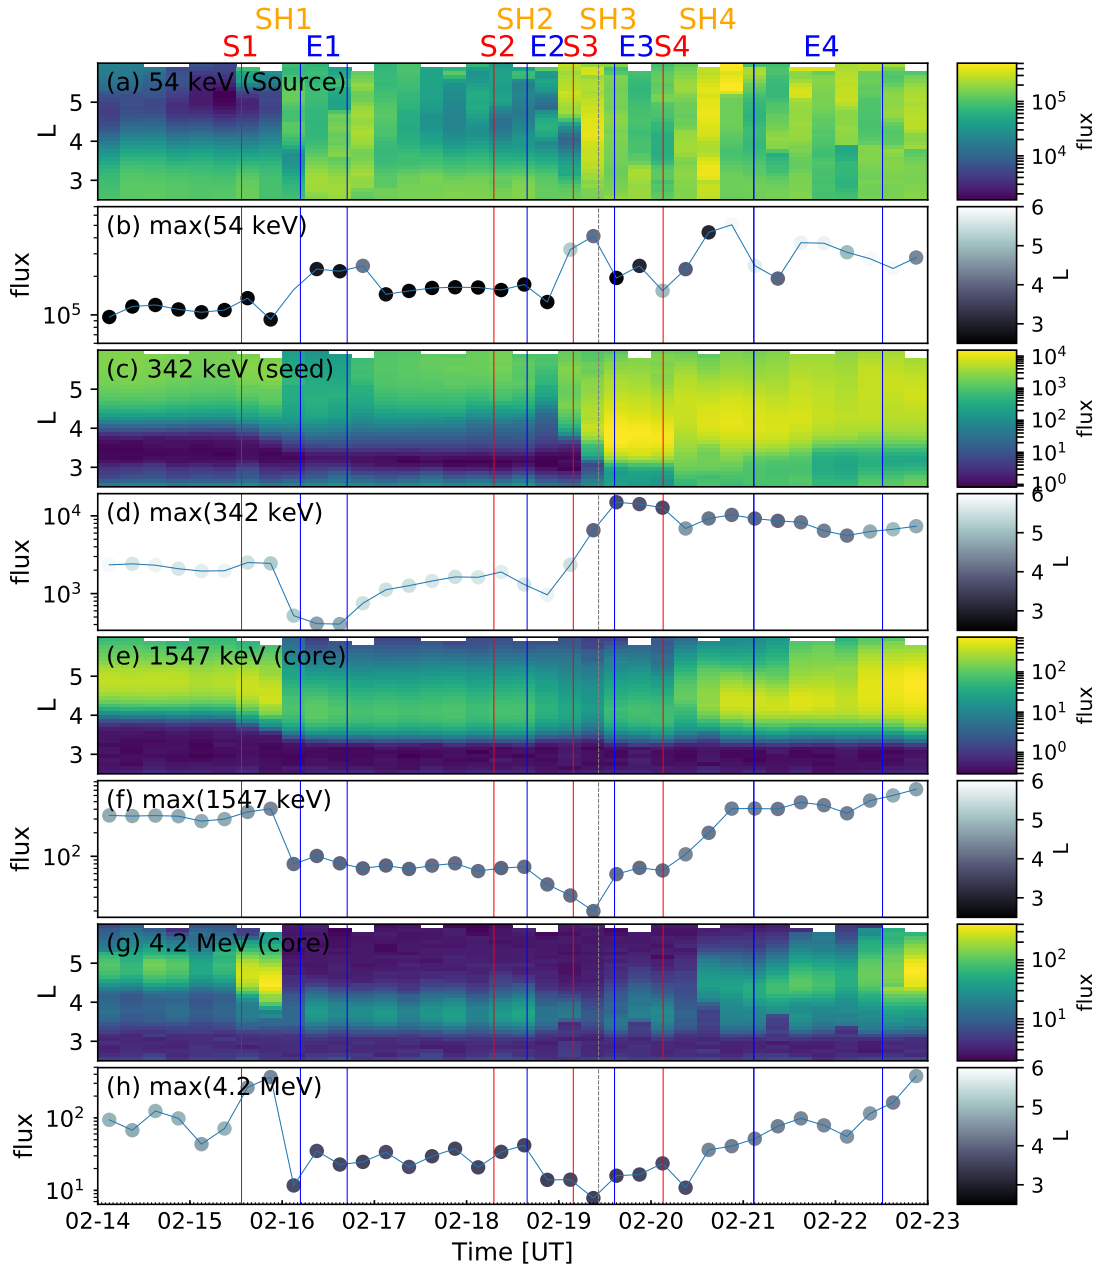 SH1 SH2 SH3 SH4
S1 E1 S2 E2 S3 E3 S4 E4
(a) 54 keV (Source)
L
5
4
3
10^5
10^4
flux
(b) max(54 keV)
flux
10^5
6
5
4
3
L
(c) 342 keV (seed)
L
5
4
3
10^4
10^3
10^2
10^1
10^0
flux
(d) max(342 keV)
flux
10^4
10^3
6
5
4
3
L
(e) 1547 keV (core)
L
5
4
3
10^2
10^1
10^0
flux
(f) max(1547 keV)
flux
10^2
6
5
4
3
L
(g) 4.2 MeV (core)
L
5
4
3
10^2
10^1
flux
(h) max(4.2 MeV)
flux
10^2
10^1
6
5
4
3
L
02-14 02-15 02-16 02-17 02-18 02-19 02-20 02-21 02-22 02-23
Time [UT]